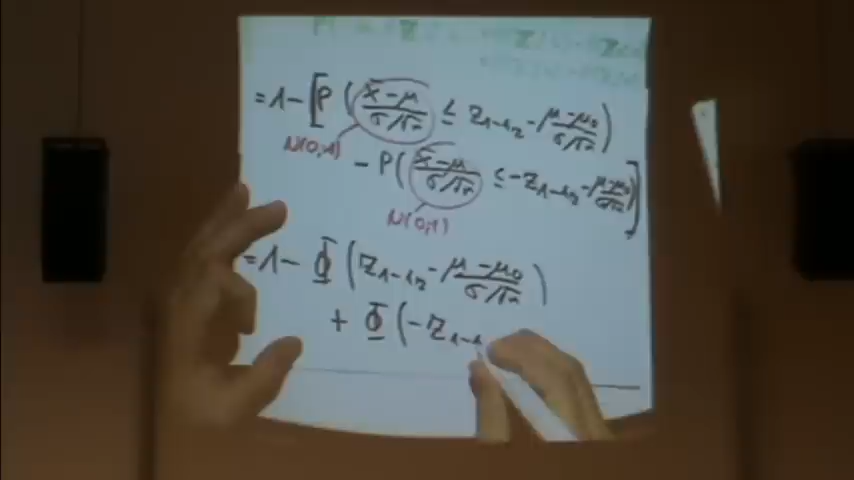 = 1 - [ P ( (X̄ - μ)/(σ/√n) ≤ z_{1-α/2} - (μ - μ₀)/(σ/√n) )
N(0,1)
- P ( (X̄ - μ)/(σ/√n) ≤ - z_{1-α/2} - (μ - μ₀)/(σ/√n) ) ]
N(0,1)
= 1 - Φ ( z_{1-α/2} - (μ - μ₀)/(σ/√n) )
+ Φ ( - z_{1-